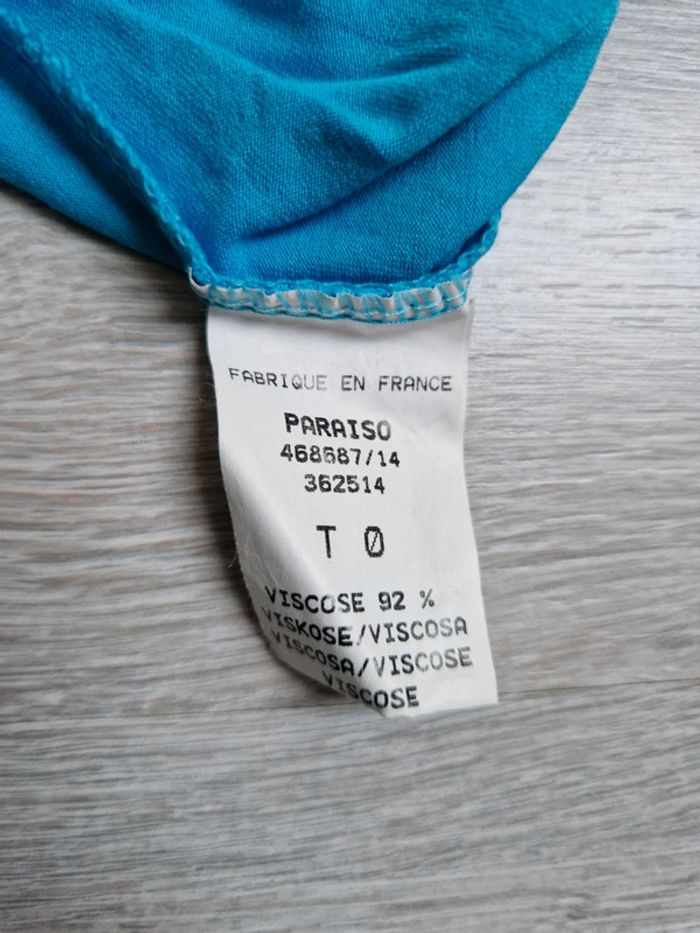 FABRIQUE EN FRANCE
PARAISO
468687/14
362514
T 0
VISCOSE 92 %
VISKOSE/VISCOSA
VISCOSA/VISCOSE
VISCOSE